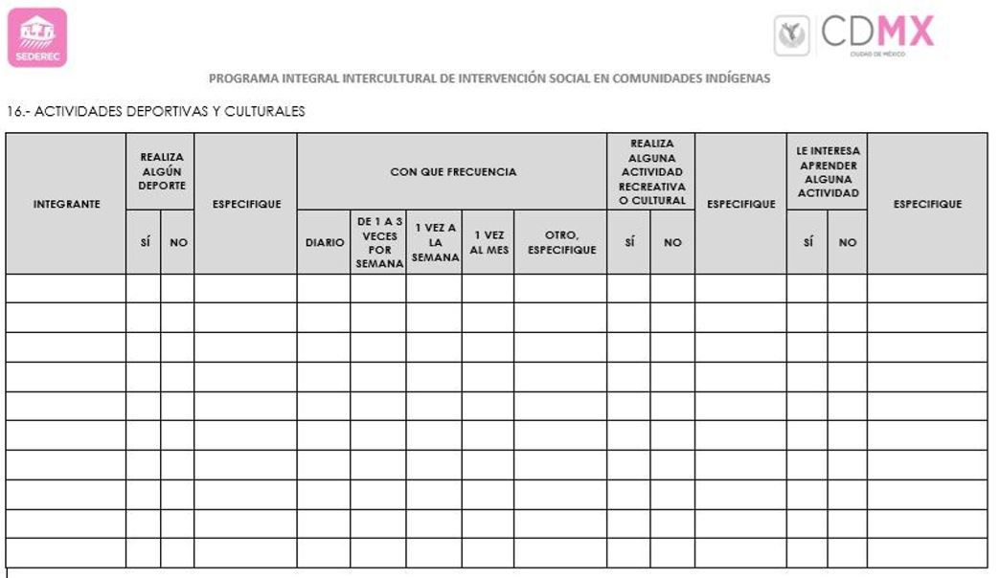 SEDEREC
CDMX
CIUDAD DE MÉXICO
PROGRAMA INTEGRAL INTERCULTURAL DE INTERVENCIÓN SOCIAL EN COMUNIDADES INDÍGENAS
16.- ACTIVIDADES DEPORTIVAS Y CULTURALES
INTEGRANTE
REALIZA
ALGÚN
DEPORTE
SÍ
NO
ESPECIFIQUE
CON QUE FRECUENCIA
DIARIO
DE 1 A 3
VECES
POR
SEMANA
1 VEZ A
LA
SEMANA
1 VEZ
AL MES
OTRO,
ESPECIFIQUE
REALIZA
ALGUNA
ACTIVIDAD
RECREATIVA
O CULTURAL
SÍ
NO
ESPECIFIQUE
LE INTERESA
APRENDER
ALGUNA
ACTIVIDAD
SÍ
NO
ESPECIFIQUE